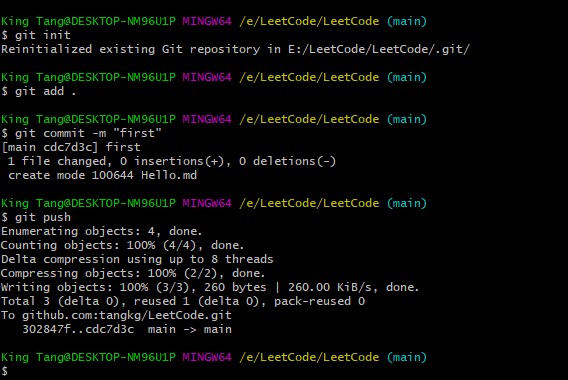 King Tang@DESKTOP-NM96U1P MINGW64 /e/LeetCode/LeetCode (main)
$ git init
Reinitialized existing Git repository in E:/LeetCode/LeetCode/.git/
King Tang@DESKTOP-NM96U1P MINGW64 /e/LeetCode/LeetCode (main)
$ git add .
King Tang@DESKTOP-NM96U1P MINGW64 /e/LeetCode/LeetCode (main)
$ git commit -m "first"
[main cdc7d3c] first
 1 file changed, 0 insertions(+), 0 deletions(-)
 create mode 100644 Hello.md
King Tang@DESKTOP-NM96U1P MINGW64 /e/LeetCode/LeetCode (main)
$ git push
Enumerating objects: 4, done.
Counting objects: 100% (4/4), done.
Delta compression using up to 8 threads
Compressing objects: 100% (2/2), done.
Writing objects: 100% (3/3), 260 bytes | 260.00 KiB/s, done.
Total 3 (delta 0), reused 1 (delta 0), pack-reused 0
To github.com:tangkg/LeetCode.git
   302847f..cdc7d3c  main -> main
King Tang@DESKTOP-NM96U1P MINGW64 /e/LeetCode/LeetCode (main)
$